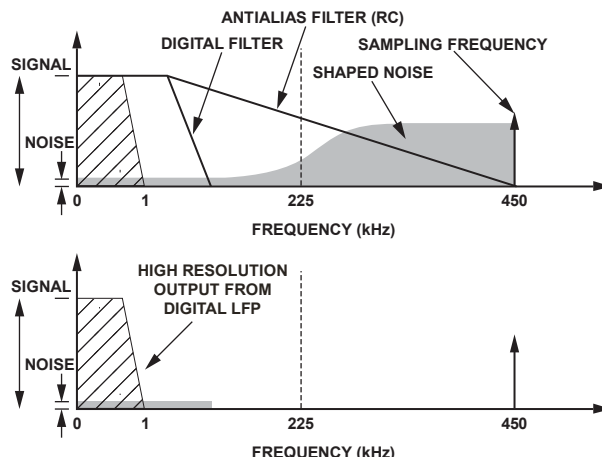 ANTIALIAS FILTER (RC)
DIGITAL FILTER
SAMPLING FREQUENCY
SHAPED NOISE
SIGNAL
NOISE
0 1 225 450
FREQUENCY (kHz)
HIGH RESOLUTION
OUTPUT FROM
DIGITAL LFP
SIGNAL
NOISE
0 1 225 450
FREQUENCY (kHz)